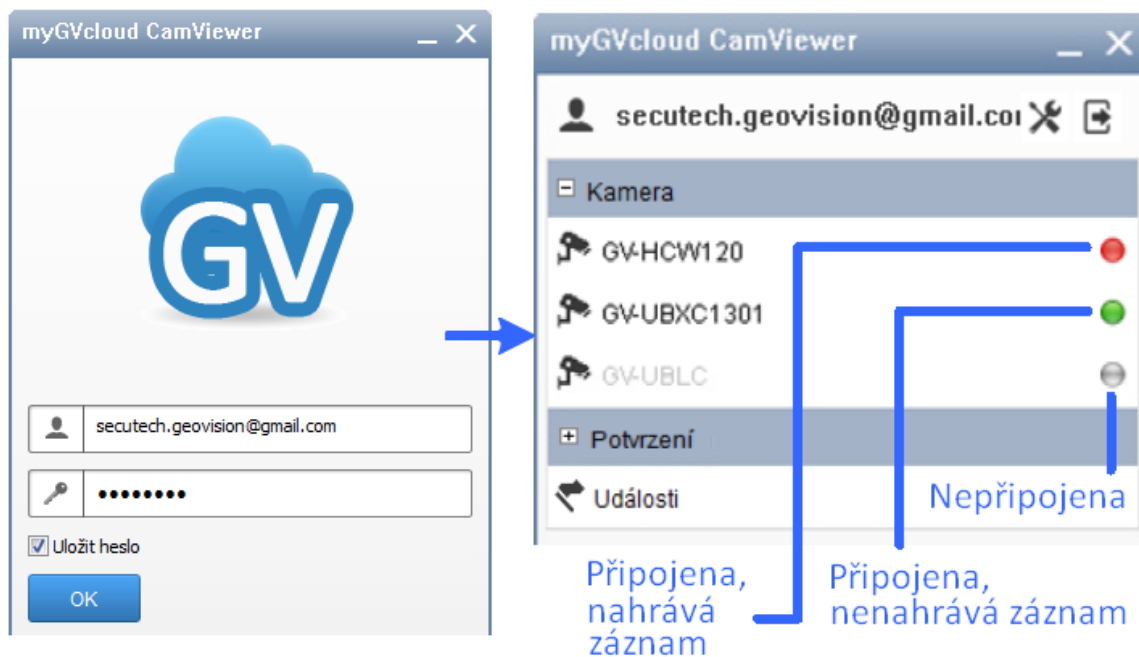 myGVcloud CamViewer
GV
secutech.geovision@gmail.com
Uložit heslo
OK
myGVcloud CamViewer
secutech.geovision@gmail.co
Kamera
GV-HCW120
GV-UBXC1301
GV-UBLC
Potvrzení
Události
Nepřipojena
Připojena,
nahrává
záznam
Připojena,
nenahrává záznam